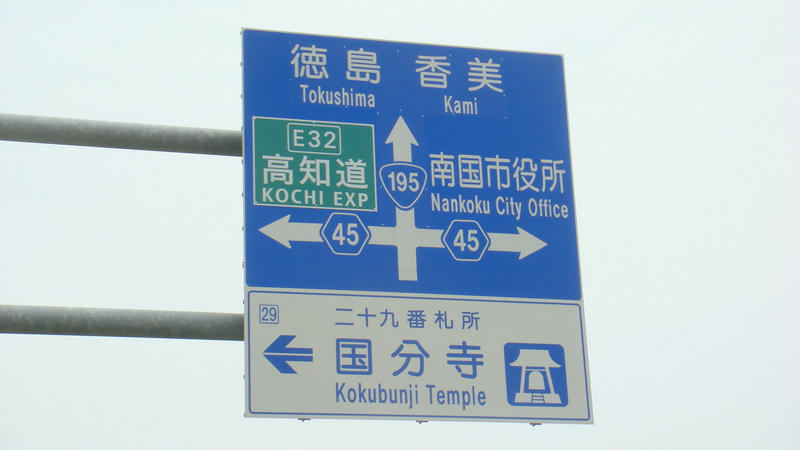 徳島 香美
Tokushima Kami
E32
高知道
KOCHI EXP
195
南国市役所
Nankoku City Office
45
45
29
二十九番札所
国分寺
Kokubunji Temple